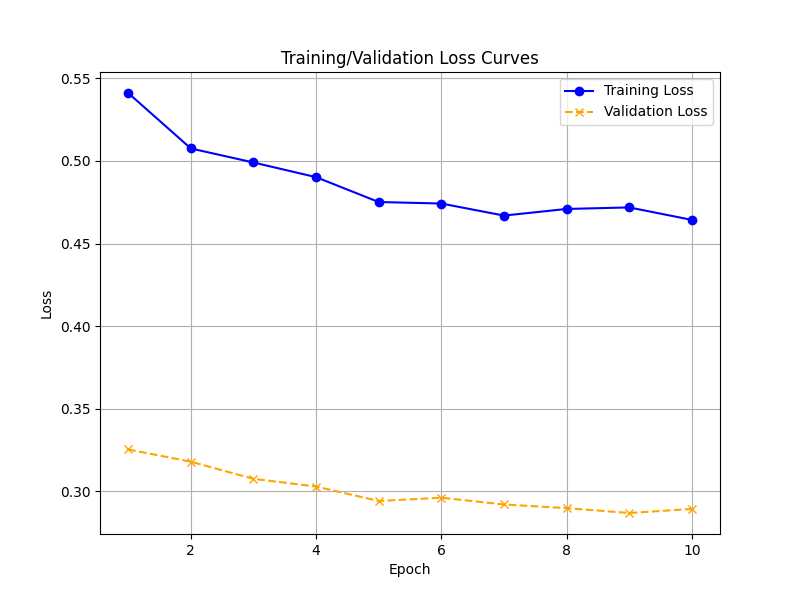 Training/Validation Loss Curves
Training Loss
Validation Loss
Loss
0.55
0.50
0.45
0.40
0.35
0.30
2 4 6 8 10
Epoch